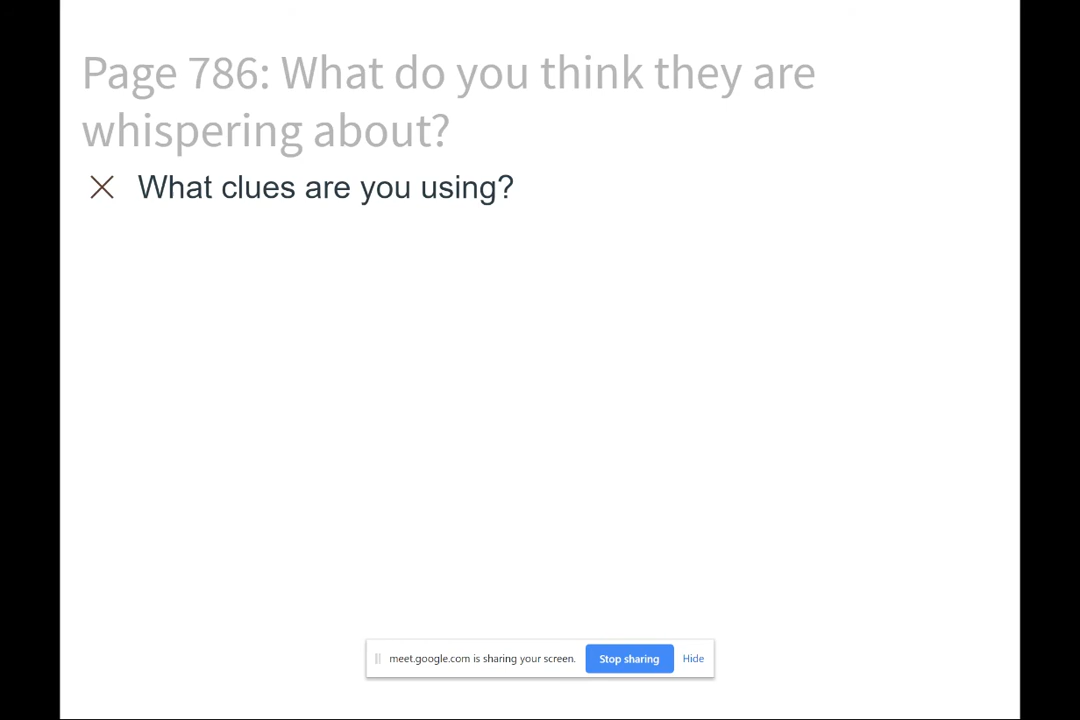 Page 786: What do you think they are
whispering about?
What clues are you using?
meet.google.com is sharing your screen. Stop sharing Hide